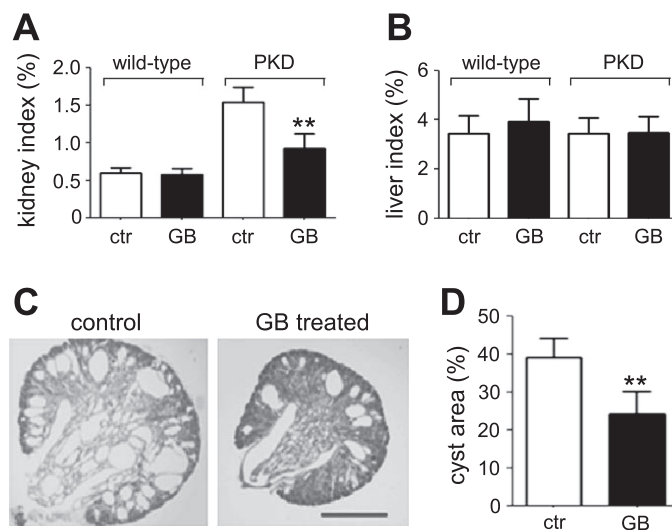 A
wild-type PKD
kidney index (%)
2.0
1.5
1.0
0.5
0
**
ctr GB ctr GB
B
wild-type PKD
liver index (%)
6
4
2
0
ctr GB ctr GB
C
control GB treated
D
cyst area (%)
50
40
30
20
10
0
**
ctr GB